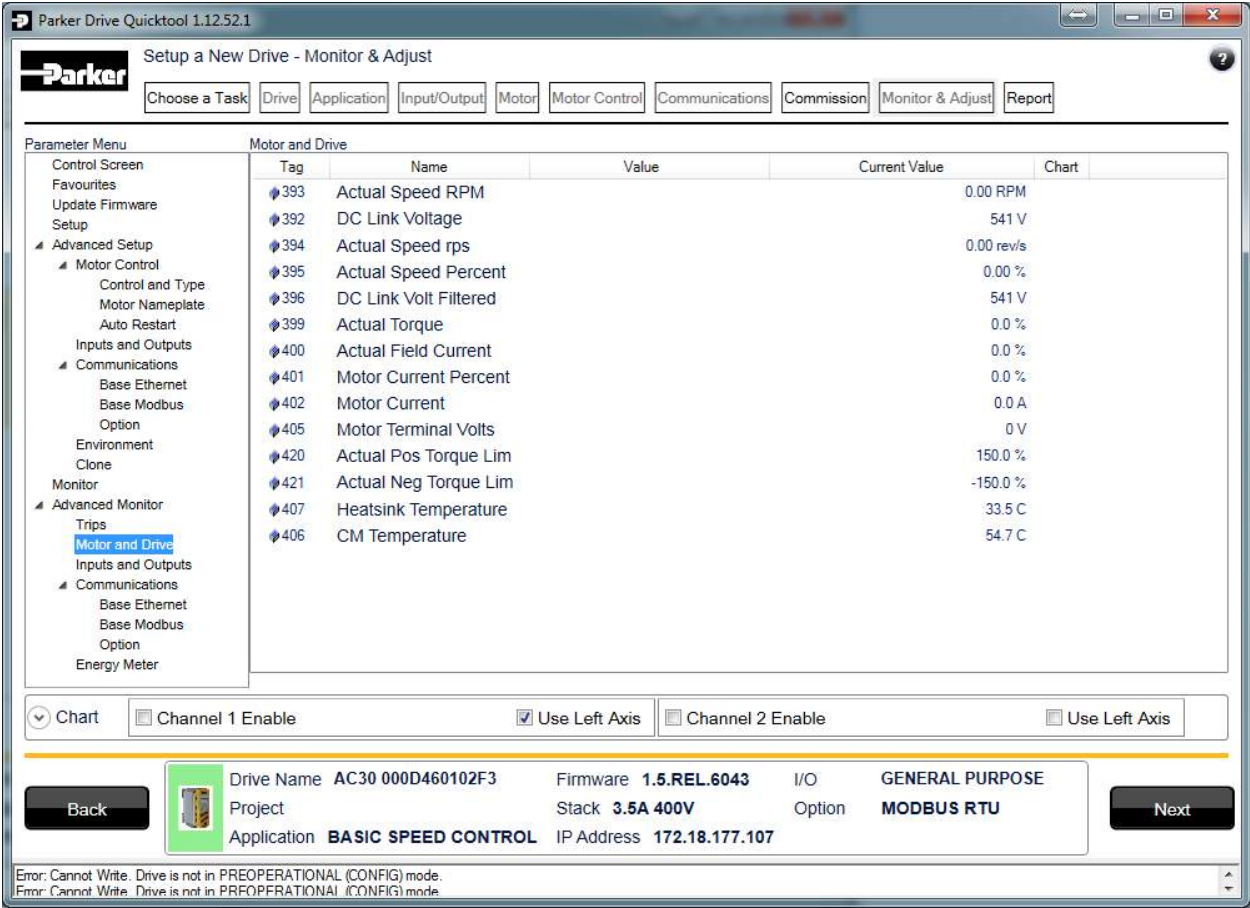 Parker Drive Quicktool 1.12.52.1
Parker
Setup a New Drive - Monitor & Adjust
?
Choose a Task Drive Application Input/Output Motor Motor Control Communications Commission Monitor & Adjust Report
Parameter Menu
Control Screen
Favourites
Update Firmware
Setup
Advanced Setup
Motor Control
Control and Type
Motor Nameplate
Auto Restart
Inputs and Outputs
Communications
Base Ethernet
Base Modbus
Option
Environment
Clone
Monitor
Advanced Monitor
Trips
Motor and Drive
Inputs and Outputs
Communications
Base Ethernet
Base Modbus
Option
Energy Meter
Motor and Drive
Tag Name Value Current Value Chart
393 Actual Speed RPM 0.00 RPM
392 DC Link Voltage 541 V
394 Actual Speed rps 0.00 rev/s
395 Actual Speed Percent 0.00 %
396 DC Link Volt Filtered 541 V
399 Actual Torque 0.0 %
400 Actual Field Current 0.0 %
401 Motor Current Percent 0.0 %
402 Motor Current 0.0 A
405 Motor Terminal Volts 0 V
420 Actual Pos Torque Lim 150.0 %
421 Actual Neg Torque Lim -150.0 %
407 Heatsink Temperature 33.5 C
406 CM Temperature 54.7 C
Chart Channel 1 Enable Use Left Axis Channel 2 Enable Use Left Axis
Back
Drive Name AC30 000D460102F3 Firmware 1.5.REL.6043 I/O GENERAL PURPOSE
Project Stack 3.5A 400V Option MODBUS RTU
Application BASIC SPEED CONTROL IP Address 172.18.177.107
Next
Error: Cannot Write. Drive is not in PREOPERATIONAL (CONFIG) mode.
Error: Cannot Write. Drive is not in PREOPERATIONAL (CONFIG) mode.